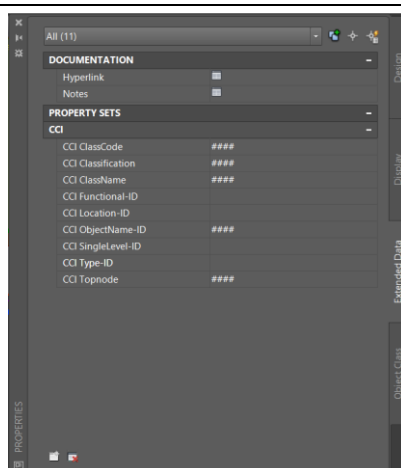 All (11)
DOCUMENTATION
Hyperlink
Notes
PROPERTY SETS
CCI
CCI ClassCode ####
CCI Classification ####
CCI ClassName ####
CCI Functional-ID
CCI Location-ID
CCI ObjectName-ID ####
CCI SingleLevel-ID
CCI Type-ID
CCI Topnode ####
Design
Display
Extended Data
Object Class
PROPERTIES